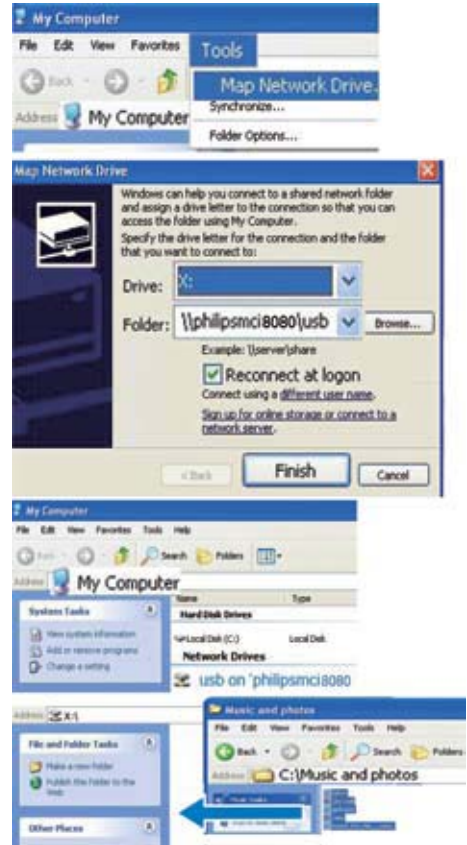 My Computer
File Edit View Favorites Tools
Back
Map Network Drive...
Address My Computer
Synchronize...
Folder Options...
Map Network Drive
Windows can help you connect to a shared network folder
and assign a drive letter to the connection so that you can
access the folder using My Computer.
Specify the drive letter for the connection and the folder
that you want to connect to:
Drive: X:
Folder: \\philipsmci8080\usb Browse...
Example: \\server\share
Reconnect at logon
Connect using a different user name.
Sign up for online storage or connect to a
network server.
< Back Finish Cancel
My Computer
File Edit View Favorites Tools Help
Back Search Folders
Address My Computer
Name Type
System Tasks
Hard Disk Drives
View system information
Local Disk (C:) Local Disk
Add or remove programs
Network Drives
Change a setting
usb on 'philipsmci8080
Address X:\
Music and photos
File Edit View Favorites Tools Help
File and Folder Tasks
Back Search Folders
Make a new folder
Address C:\Music and photos
Publish this folder to the
Web
Other Places